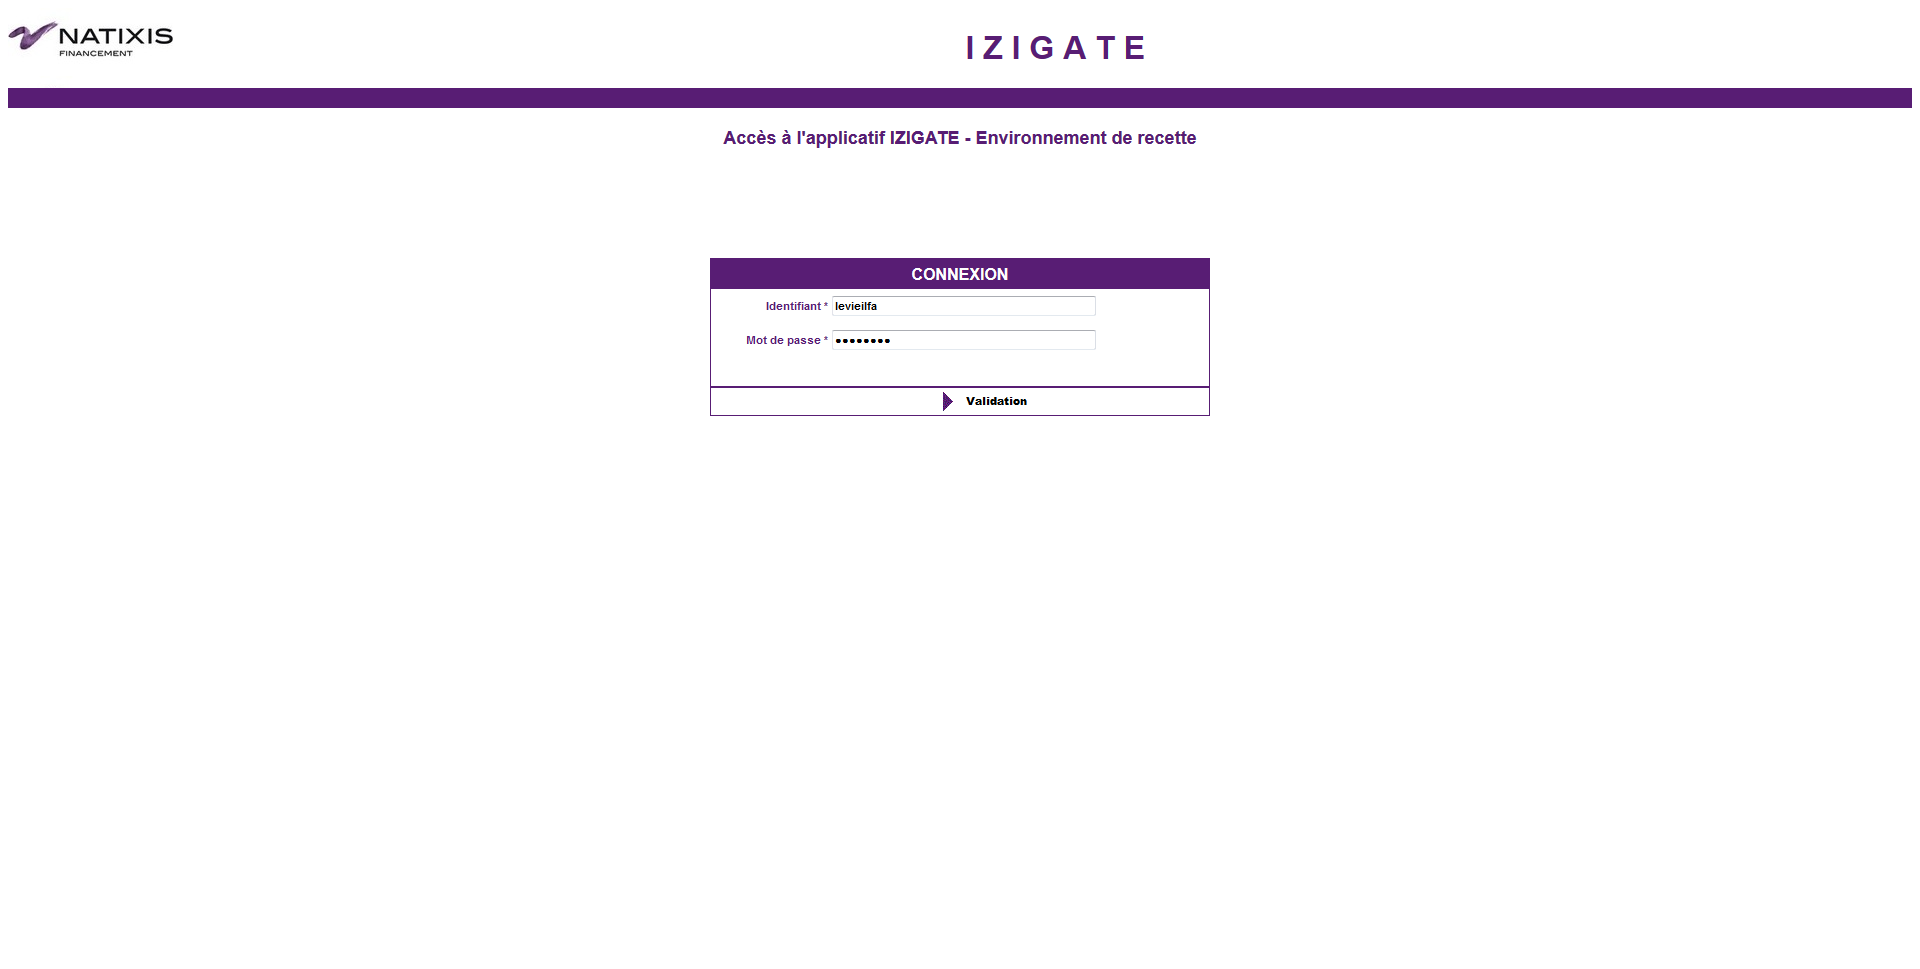 NATIXIS
FINANCEMENT
IZIGATE
Accès à l'applicatif IZIGATE - Environnement de recette
CONNEXION
Identifiant * levieilfa
Mot de passe * ••••••••
Validation